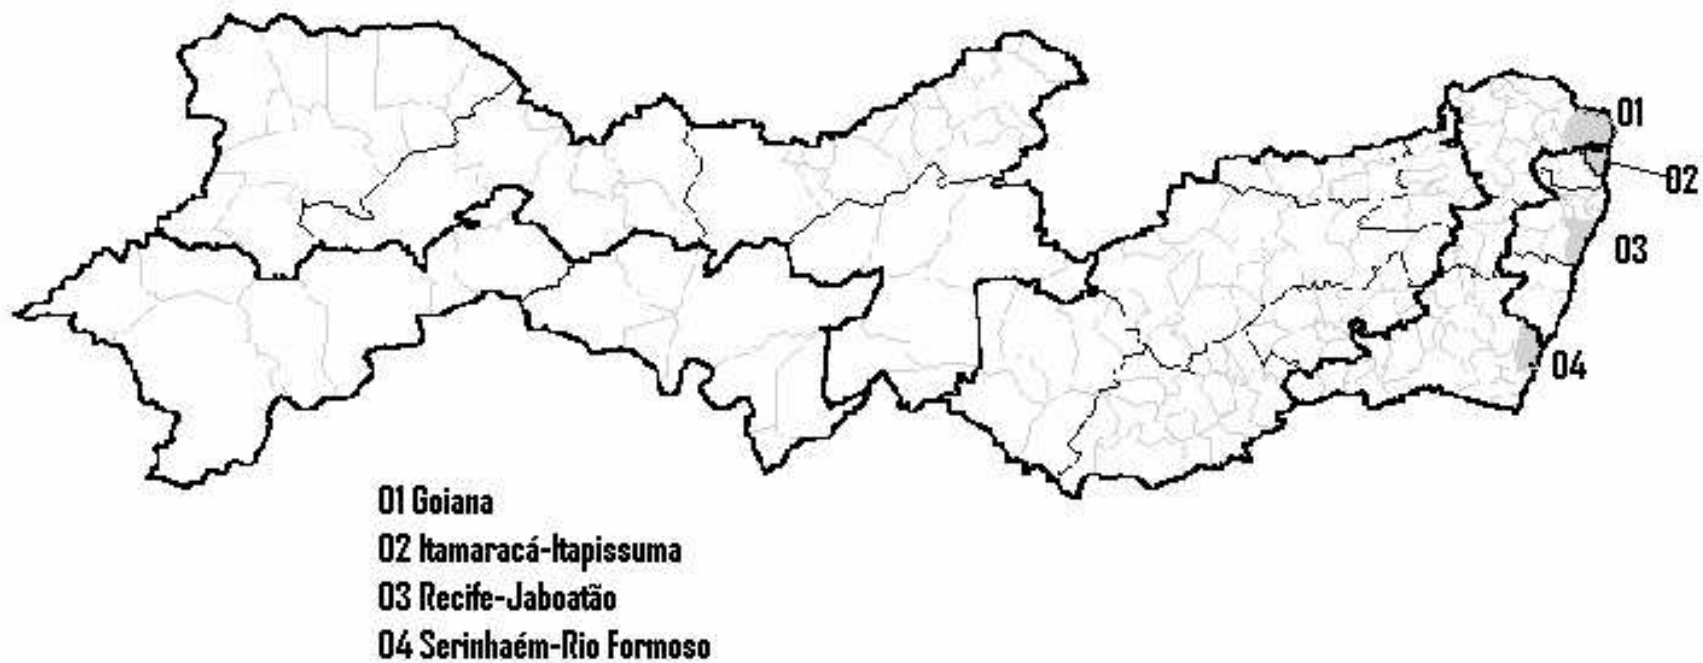 01
02
03
04
01 Goiana
02 Itamaracá-Itapissuma
03 Recife-Jaboatão
04 Serinhaém-Rio Formoso